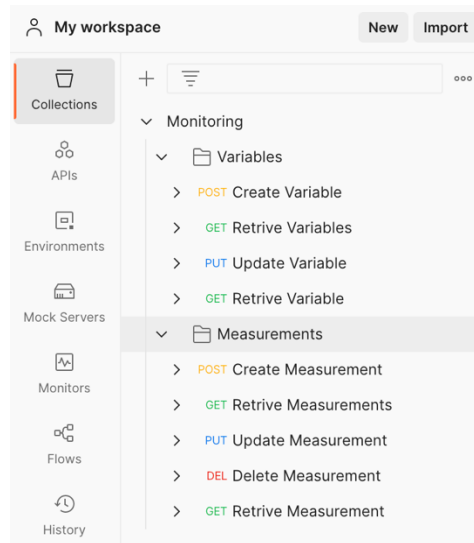 My workspace
New
Import
Collections
APIs
Environments
Mock Servers
Monitors
Flows
History
Monitoring
Variables
POST Create Variable
GET Retrive Variables
PUT Update Variable
GET Retrive Variable
Measurements
POST Create Measurement
GET Retrive Measurements
PUT Update Measurement
DEL Delete Measurement
GET Retrive Measurement